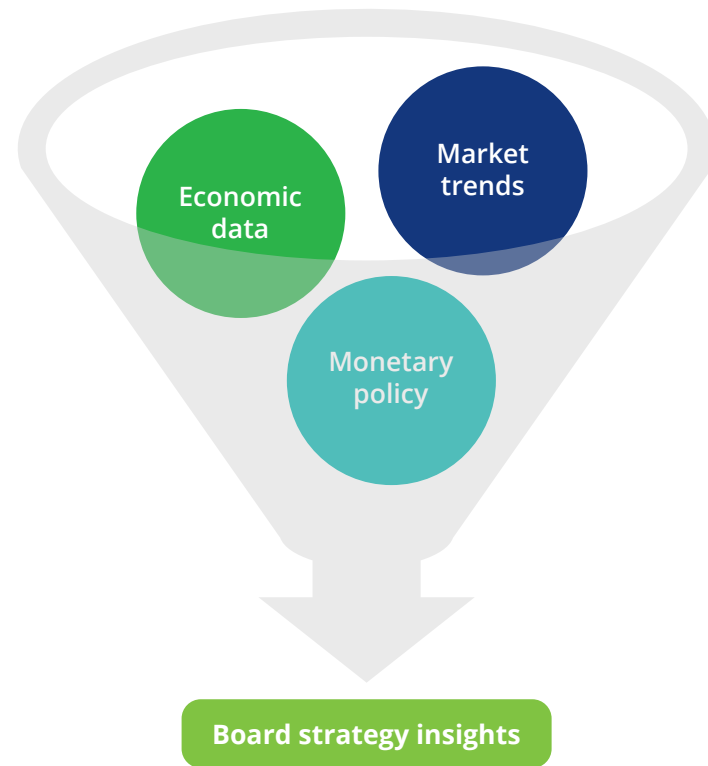 Market
trends
Economic
data
Monetary
policy
Board strategy insights